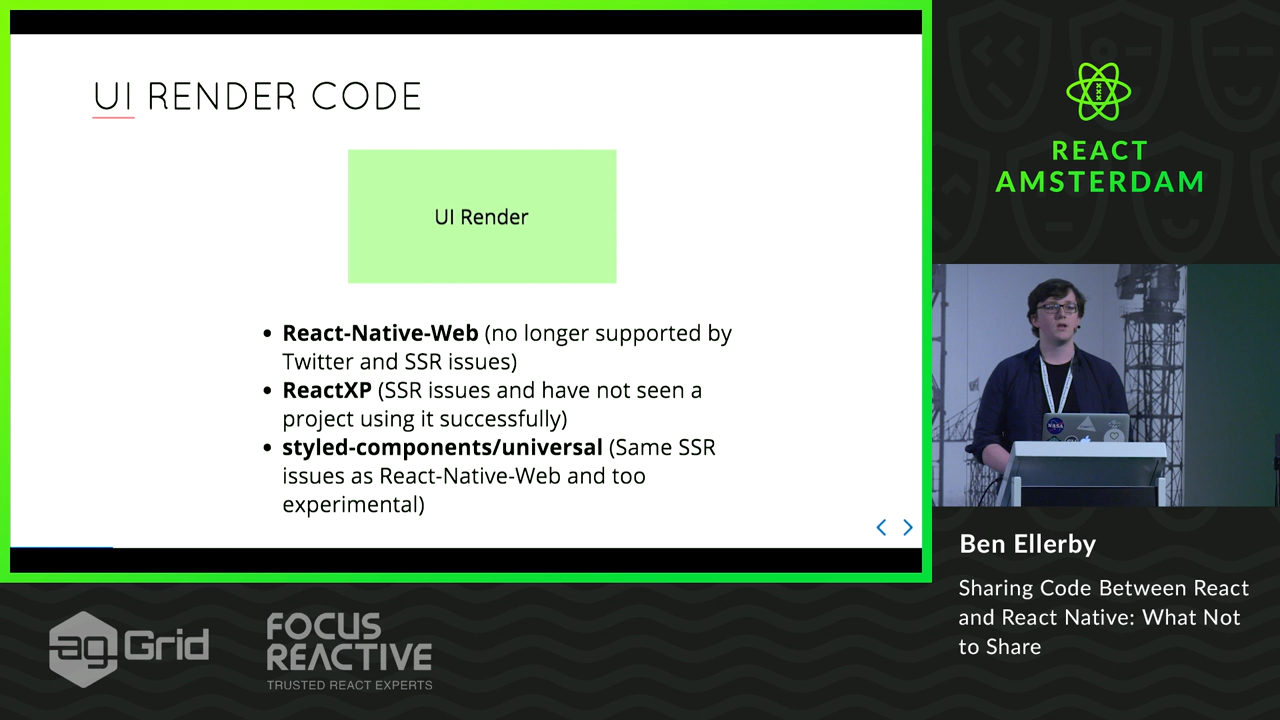 UI RENDER CODE
UI Render
• React-Native-Web (no longer supported by
Twitter and SSR issues)
• ReactXP (SSR issues and have not seen a
project using it successfully)
• styled-components/universal (Same SSR
issues as React-Native-Web and too
experimental)
REACT
AMSTERDAM
NASA
Ben Ellerby
Sharing Code Between React
and React Native: What Not
to Share
ag Grid
FOCUS
REACTIVE
TRUSTED REACT EXPERTS